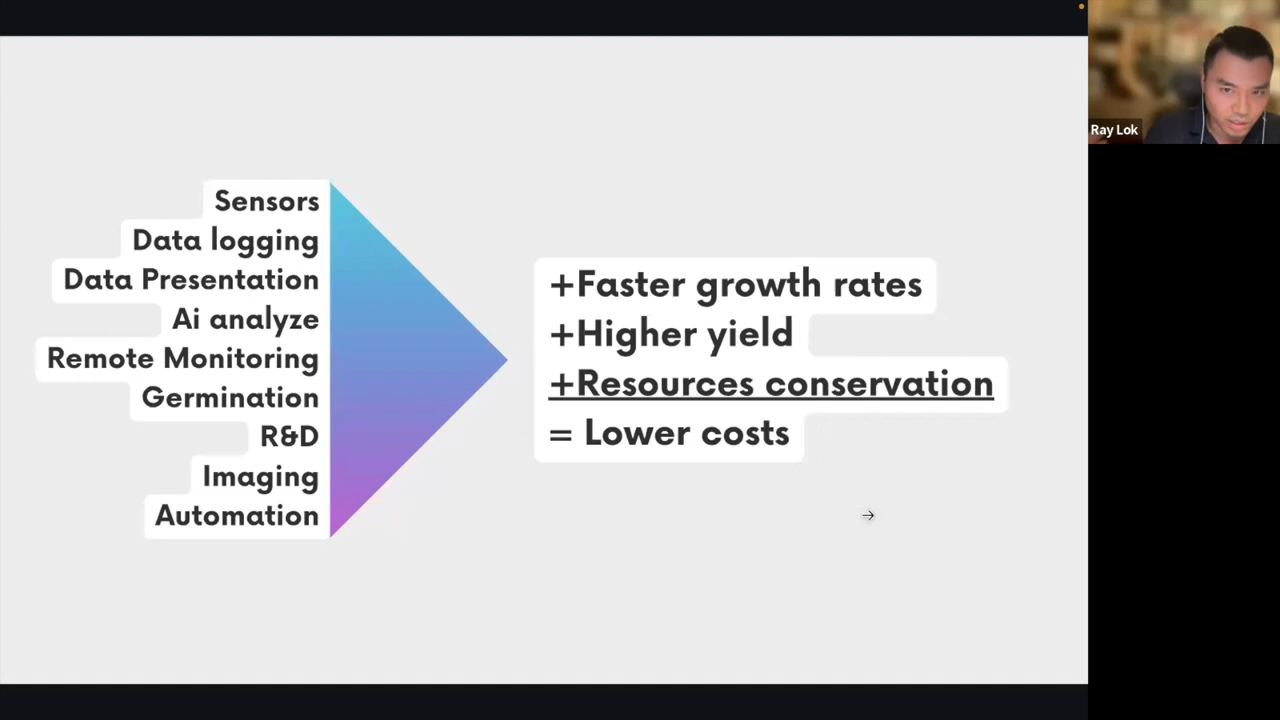 Sensors
Data logging
Data Presentation
Ai analyze
Remote Monitoring
Germination
R&D
Imaging
Automation
+Faster growth rates
+Higher yield
+Resources conservation
= Lower costs
Ray Lok